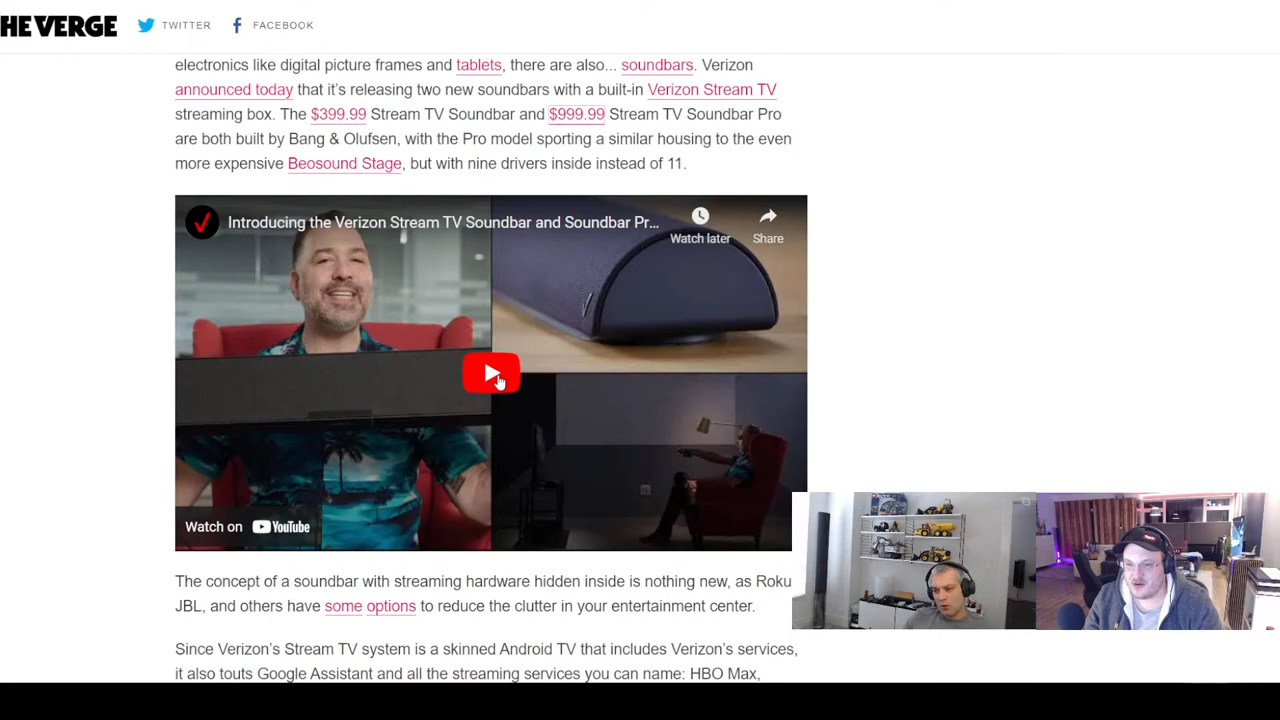 HE VERGE
TWITTER
FACEBOOK
electronics like digital picture frames and tablets, there are also... soundbars. Verizon
announced today that it's releasing two new soundbars with a built-in Verizon Stream TV
streaming box. The $399.99 Stream TV Soundbar and $999.99 Stream TV Soundbar Pro
are both built by Bang & Olufsen, with the Pro model sporting a similar housing to the even
more expensive Beosound Stage, but with nine drivers inside instead of 11.
Introducing the Verizon Stream TV Soundbar and Soundbar Pr...
Watch later
Share
Watch on YouTube
The concept of a soundbar with streaming hardware hidden inside is nothing new, as Roku
JBL, and others have some options to reduce the clutter in your entertainment center.
Since Verizon's Stream TV system is a skinned Android TV that includes Verizon's services,
it also touts Google Assistant and all the streaming services you can name: HBO Max,